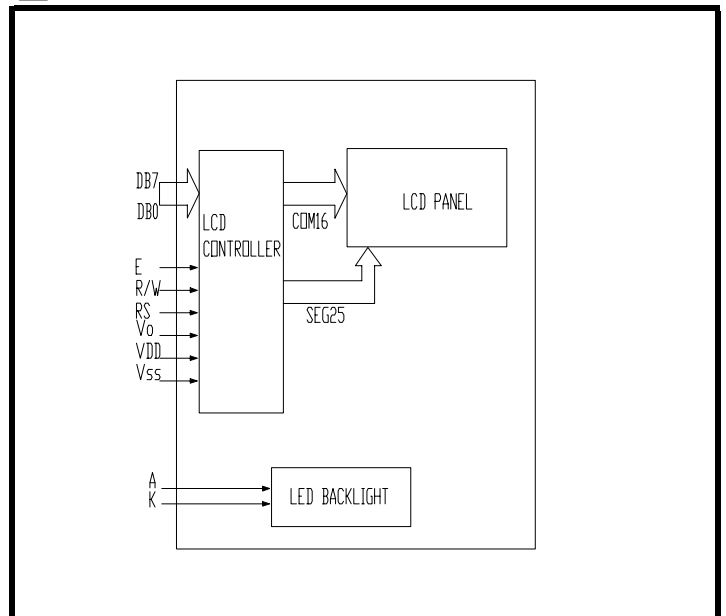 DB7
DB0
LCD
CONTROLLER
COM16
LCD PANEL
E
R/W
RS
Vo
VDD
Vss
SEG25
A
K
LED BACKLIGHT